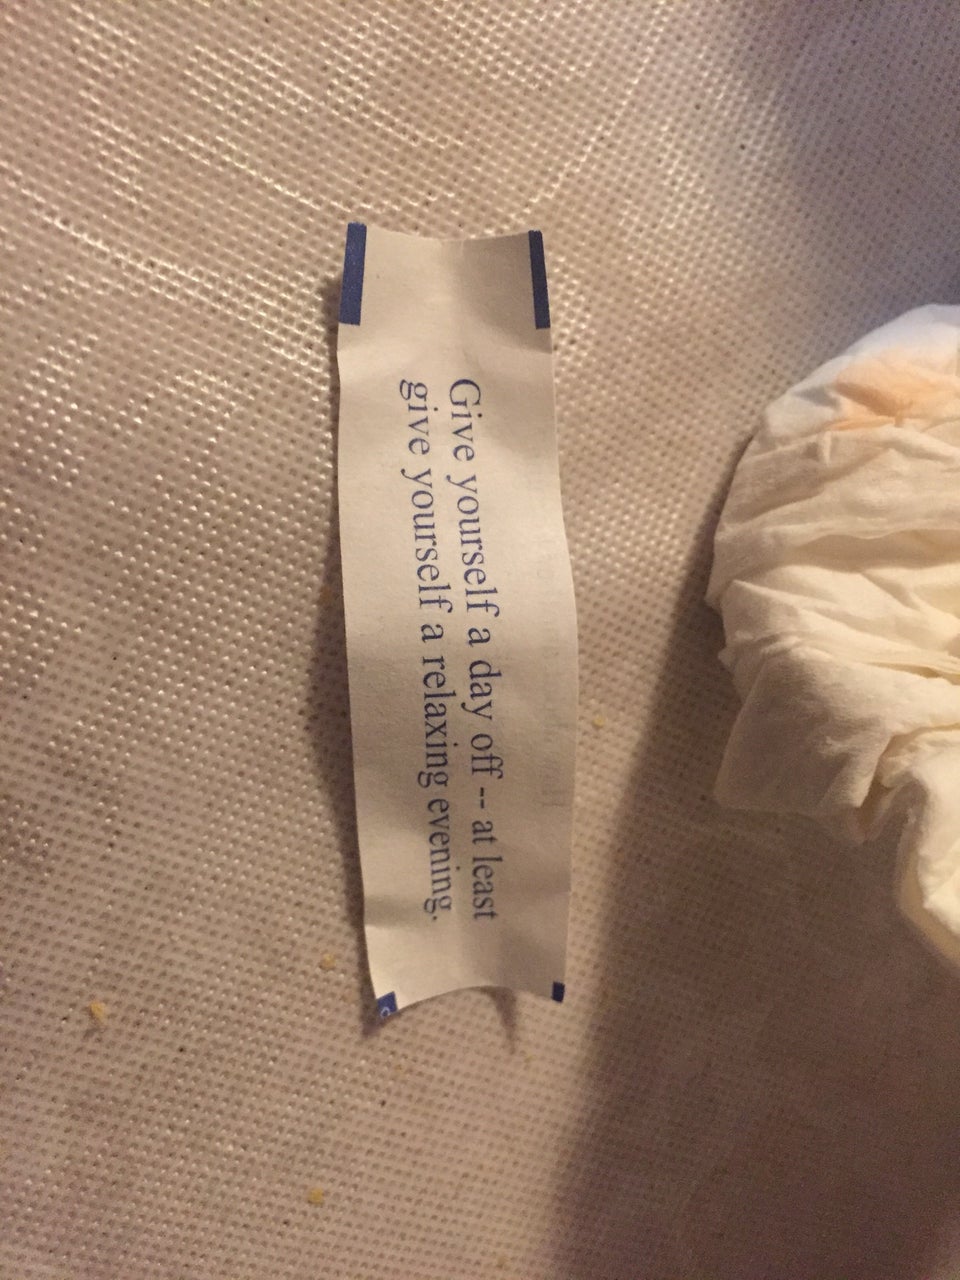 Give yourself a day off -- at least
give yourself a relaxing evening.